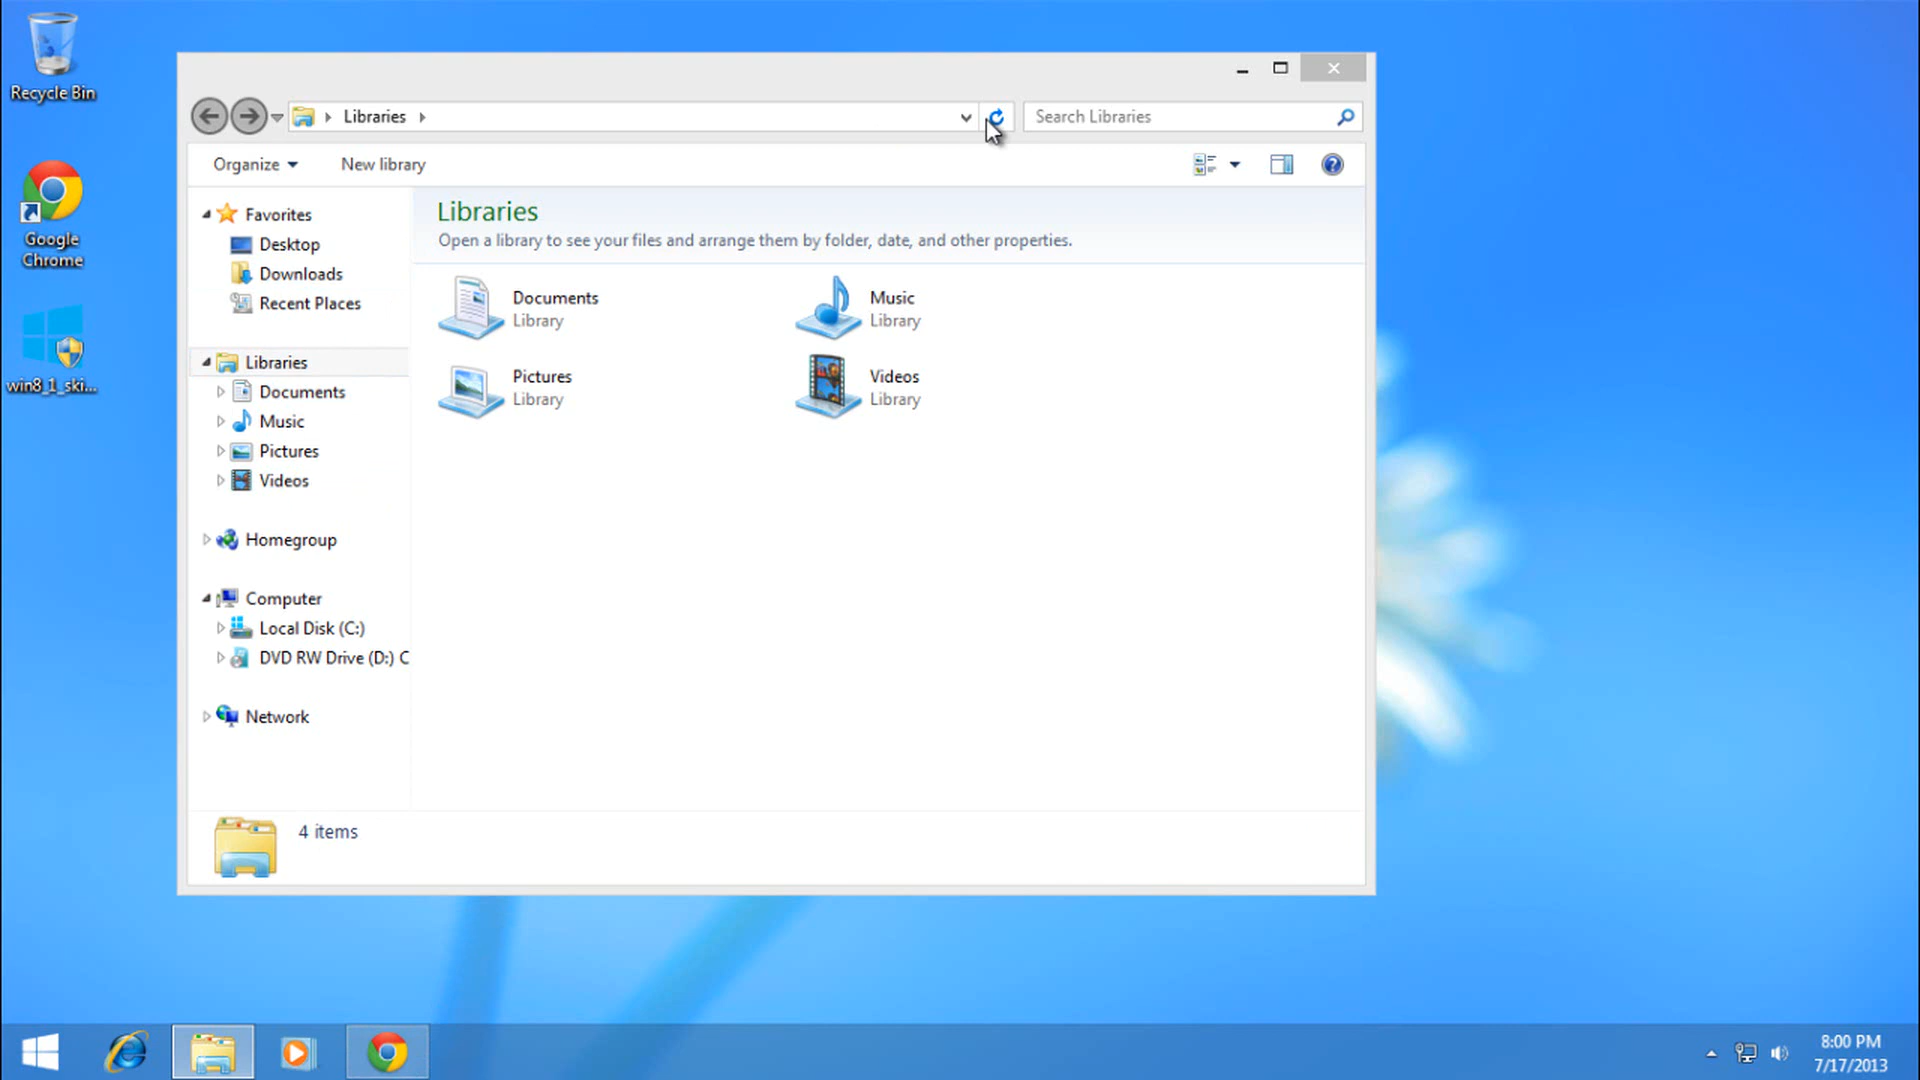 Recycle Bin
Google
Chrome
win8_1_ski...
Libraries
Search Libraries
Organize
New library
Favorites
Desktop
Downloads
Recent Places
Libraries
Documents
Music
Pictures
Videos
Homegroup
Computer
Local Disk (C:)
DVD RW Drive (D:) C
Network
Libraries
Open a library to see your files and arrange them by folder, date, and other properties.
Documents
Library
Music
Library
Pictures
Library
Videos
Library
4 items
8:00 PM
7/17/2013